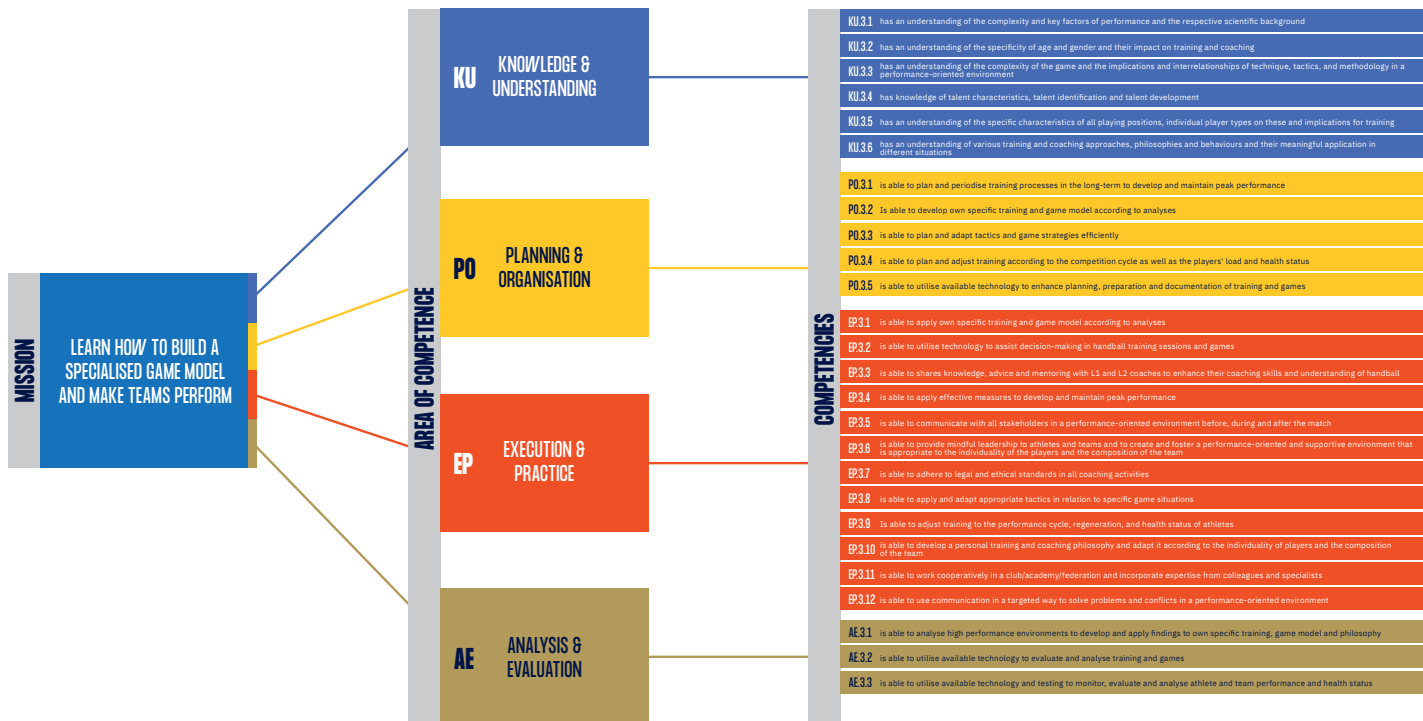 MISSION
LEARN HOW TO BUILD A
SPECIALISED GAME MODEL
AND MAKE TEAMS PERFORM
AREA OF COMPETENCE
KU
KNOWLEDGE &
UNDERSTANDING
PO
PLANNING &
ORGANISATION
EP
EXECUTION &
PRACTICE
AE
ANALYSIS &
EVALUATION
COMPETENCIES
KU.3.1 has an understanding of the complexity and key factors of performance and the respective scientific background
KU.3.2 has an understanding of the specificity of age and gender and their impact on training and coaching
KU.3.3 has an understanding of the complexity of the game and the implications and interrelationships of technique, tactics, and methodology in a
performance-oriented environment
KU.3.4 has knowledge of talent characteristics, talent identification and talent development
KU.3.5 has an understanding of the specific characteristics of all playing positions, individual player types on these and implications for training
KU.3.6 has an understanding of various training and coaching approaches, philosophies and behaviours and their meaningful application in
different situations
PO.3.1 is able to plan and periodise training processes in the long-term to develop and maintain peak performance
PO.3.2 Is able to develop own specific training and game model according to analyses
PO.3.3 is able to plan and adapt tactics and game strategies efficiently
PO.3.4 is able to plan and adjust training according to the competition cycle as well as the players' load and health status
PO.3.5 is able to utilise available technology to enhance planning, preparation and documentation of training and games
EP.3.1 is able to apply own specific training and game model according to analyses
EP.3.2 is able to utilise technology to assist decision-making in handball training sessions and games
EP.3.3 is able to shares knowledge, advice and mentoring with L1 and L2 coaches to enhance their coaching skills and understanding of handball
EP.3.4 is able to apply effective measures to develop and maintain peak performance
EP.3.5 is able to communicate with all stakeholders in a performance-oriented environment before, during and after the match
EP.3.6 is able to provide mindful leadership to athletes and teams and to create and foster a performance-oriented and supportive environment that
is appropriate to the individuality of the players and the composition of the team
EP.3.7 is able to adhere to legal and ethical standards in all coaching activities
EP.3.8 is able to apply and adapt appropriate tactics in relation to specific game situations
EP.3.9 Is able to adjust training to the performance cycle, regeneration, and health status of athletes
EP.3.10 is able to develop a personal training and coaching philosophy and adapt it according to the individuality of players and the composition
of the team
EP.3.11 is able to work cooperatively in a club/academy/federation and incorporate expertise from colleagues and specialists
EP.3.12 is able to use communication in a targeted way to solve problems and conflicts in a performance-oriented environment
AE.3.1 is able to analyse high performance environments to develop and apply findings to own specific training, game model and philosophy
AE.3.2 is able to utilise available technology to evaluate and analyse training and games
AE.3.3 is able to utilise available technology and testing to monitor, evaluate and analyse athlete and team performance and health status